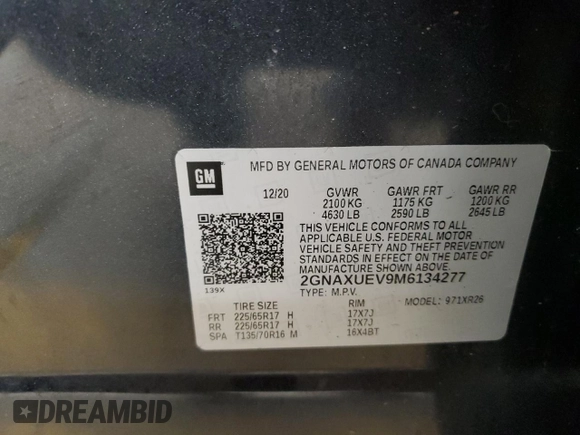 GM
MFD BY GENERAL MOTORS OF CANADA COMPANY
12/20 GVWR GAWR FRT GAWR RR
2100 KG 1175 KG 1200 KG
4630 LB 2590 LB 2645 LB
THIS VEHICLE CONFORMS TO ALL
APPLICABLE U.S. FEDERAL MOTOR
VEHICLE SAFETY AND THEFT PREVENTION
STANDARDS IN EFFECT ON THE DATE OF
MANUFACTURE SHOWN ABOVE.
139X
2GNAXUEV9M6134277
TYPE: M.P.V. MODEL: 971XR26
TIRE SIZE RIM
FRT 225/65R17 H 17X7J
RR 225/65R17 H 17X7J
SPA T135/70R16 M 16X4BT
DREAMBID